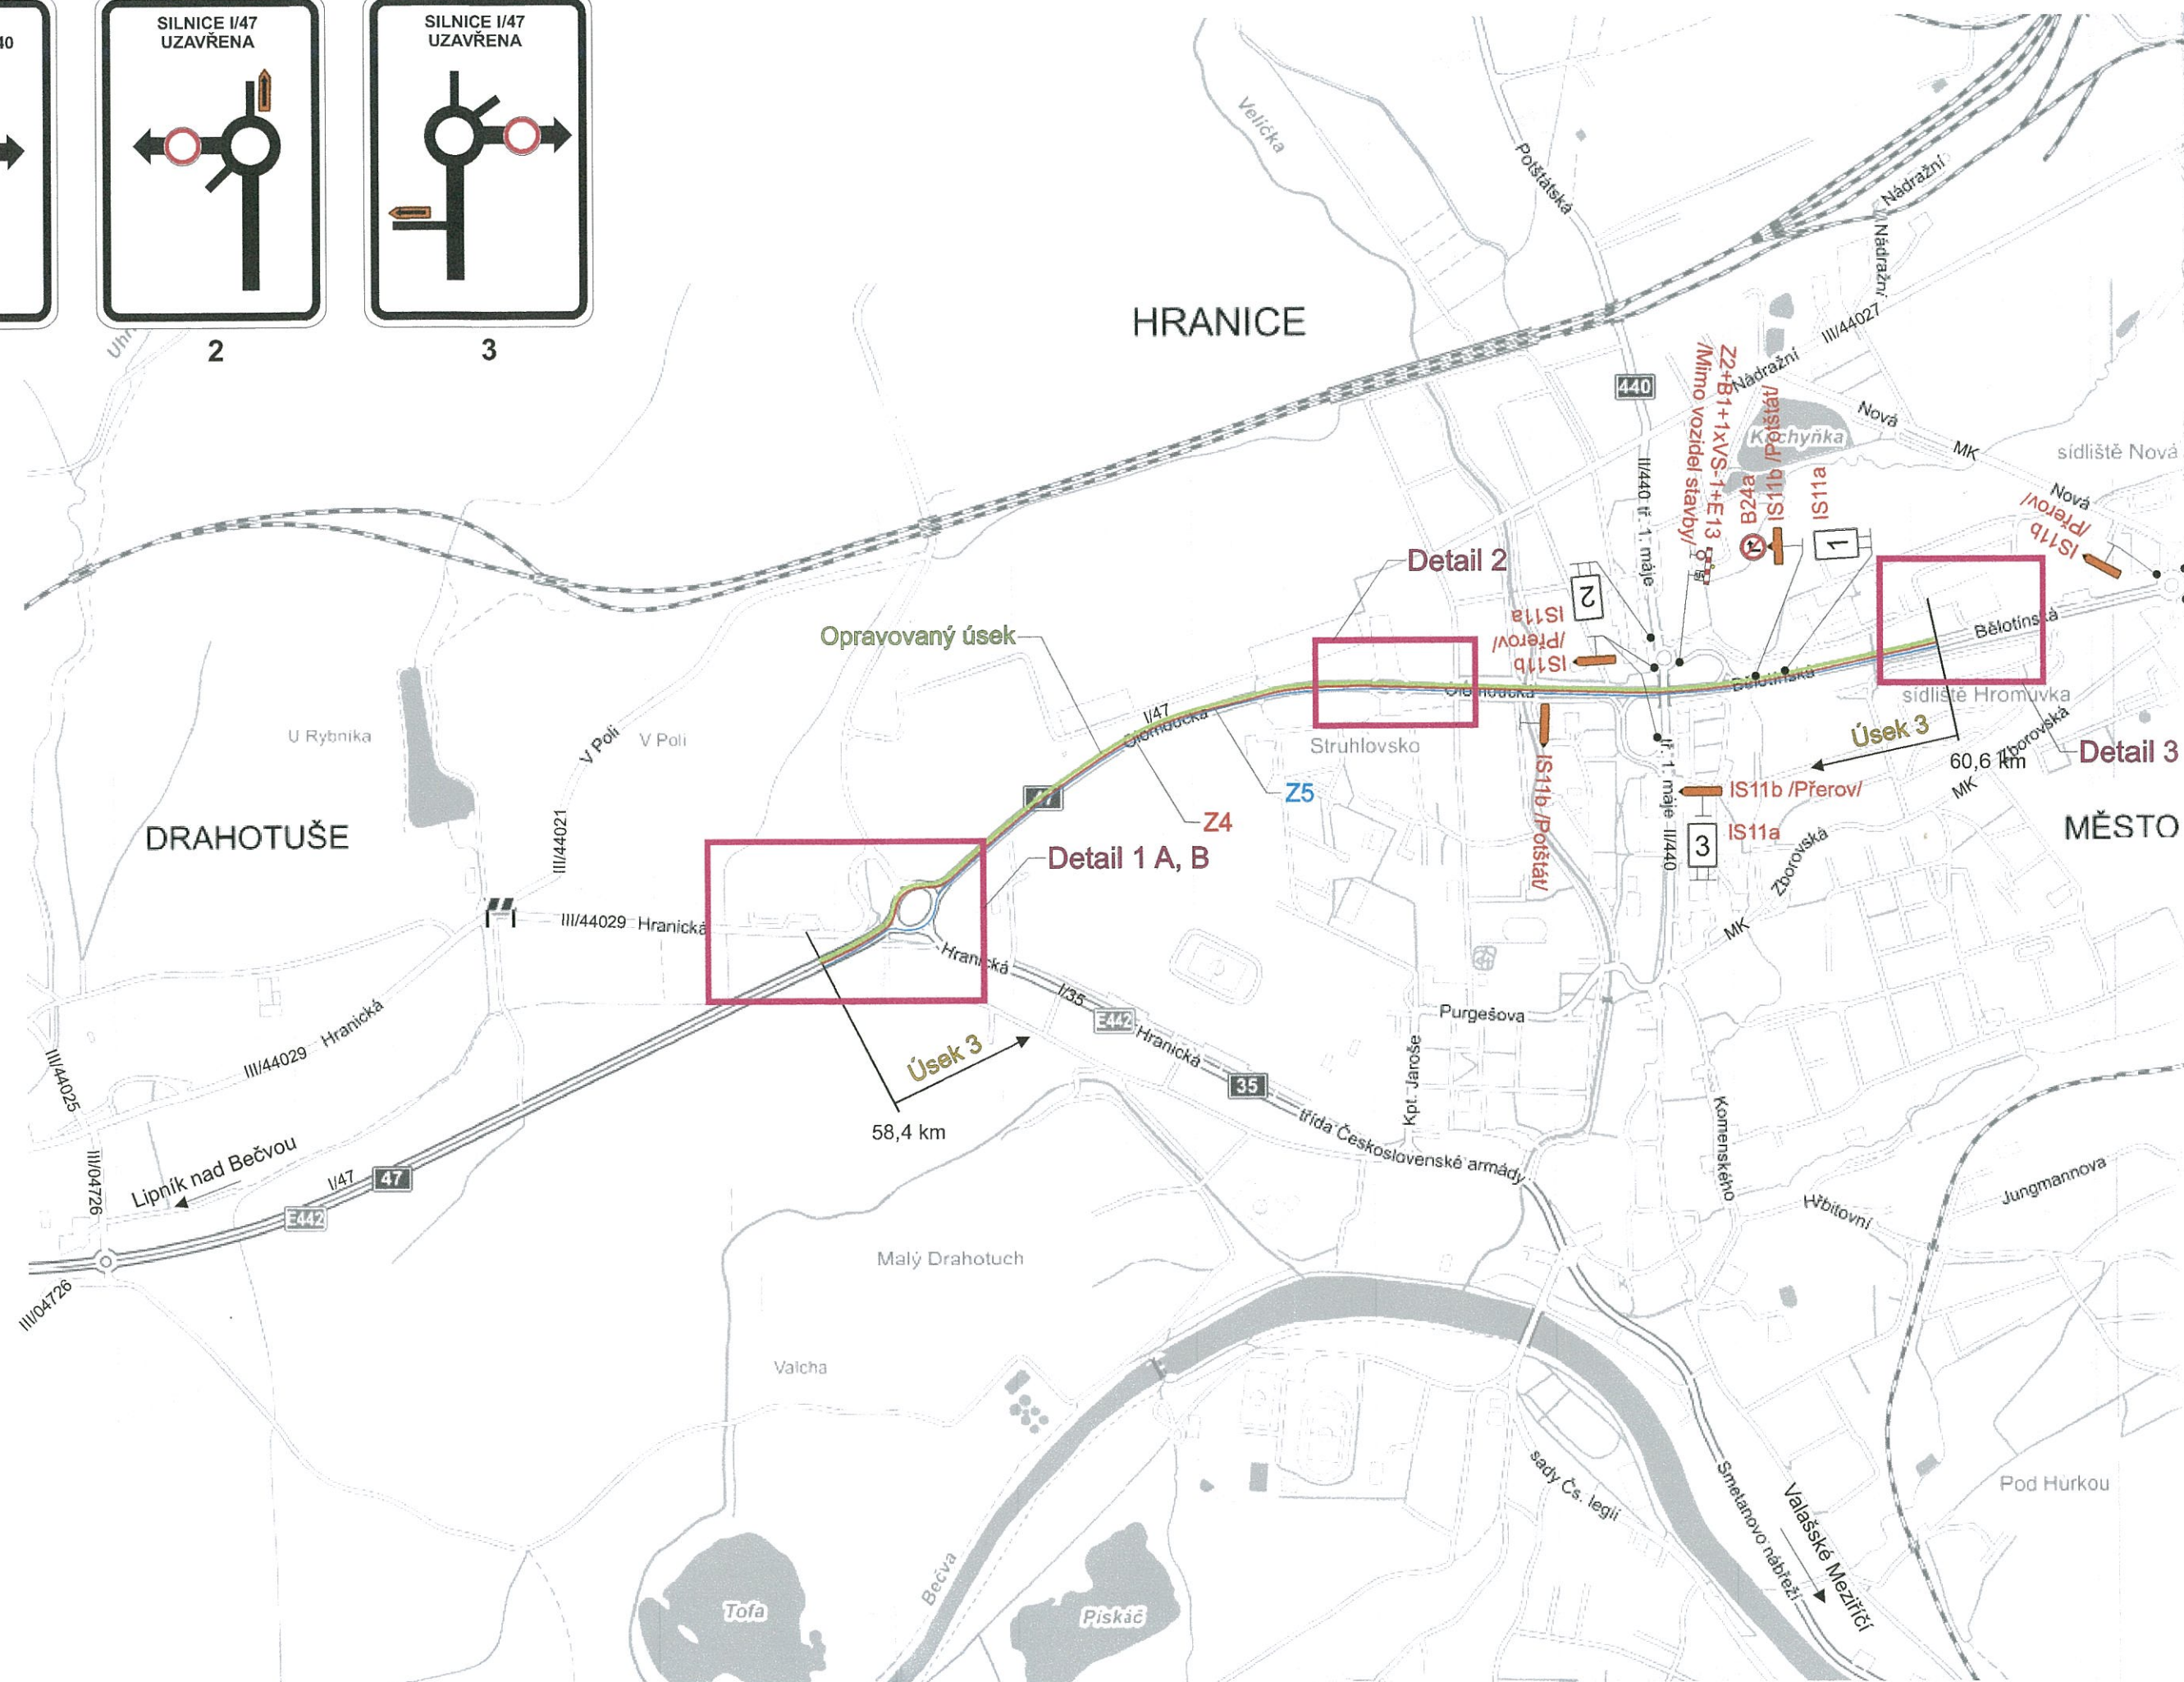 40
SILNICE I/47
UZAVŘENA
2
SILNICE I/47
UZAVŘENA
3
HRANICE
Velička
Potštátská
Nádražní
Nádražní
III/44027
Nádražní
440
Z2+B1+1xVS-1+E13
/Mimo vozidel stavby/
B24a
IS11b /Potštát/
IS11a
Kuchyňka
Nová
MK
sídliště Nová
Nová
IS11b
/Přerov/
II/440 tř. 1. máje
1
2
Detail 2
IS11a
IS11b
/Přerov/
Opravovaný úsek
Bělotínská
Olomoucká
Bělotínská
sídliště Hromůvka
I/47
Olomoucká
Struhlovsko
Úsek 3
Zborovská
60,6 km
Detail 3
MK
U Rybníka
V Poli
V Poli
47
Z5
Z4
IS11b /Potštát/
tř. 1. máje II/440
IS11b /Přerov/
IS11a
3
Zborovská
MĚSTO
DRAHOTUŠE
III/44021
Detail 1 A, B
III/44029 Hranická
MK
Hranická
I/35
E442
Hranická
Purgešova
Kpt. Jaroše
III/44029 Hranická
III/44025
Úsek 3
58,4 km
35
třída Československé armády
Komenského
Lipník nad Bečvou
III/04726
I/47
47
E442
III/04726
Jungmannova
Hřbitovní
Malý Drahotuch
Valcha
sady Čs. legií
Smetanovo nábřeží
Valašské Meziříčí
Pod Hůrkou
Bečva
Tofa
Piskáč